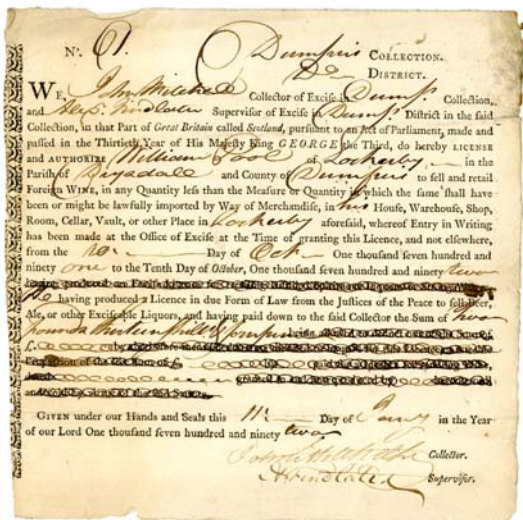 Nº. 61. Dumfries COLLECTION.
Dº DISTRICT.
WE, John Mitchell Collector of Excise in Dumfs. Collection,
and Alexr. Findlater Supervisor of Excise in Dumfs. District in the said
Collection, in that Part of Great Britain called Scotland, pursuant to an Act of Parliament, made and
passed in the Thirtieth Year of His Majesty King GEORGE the Third, do hereby LICENSE
and AUTHORIZE William Pool of Lockerby, in the
Parish of Drysdale and County of Dumfries to sell and retail
Foreign WINE, in any Quantity less than the Measure or Quantity in which the same shall have
been or might be lawfully imported by Way of Merchandise, in his House, Warehouse, Shop,
Room, Cellar, Vault, or other Place in Lockerby aforesaid, whereof Entry in Writing
has been made at the Office of Excise at the Time of granting this Licence, and not elsewhere,
from the 10 Day of Octr. One thousand seven hundred and
ninety one to the Tenth Day of October, One thousand seven hundred and ninety two
He having produced a Licence in due Form of Law from the Justices of the Peace to sell Beer,
Ale, or other Exciseable Liquors, and having paid down to the said Collector the Sum of two
pounds thirteen
GIVEN under our Hands and Seals this 11 Day of Jany in the Year
of our Lord One thousand seven hundred and ninety two
John Mitchell Collector.
A Findlater Supervisor.